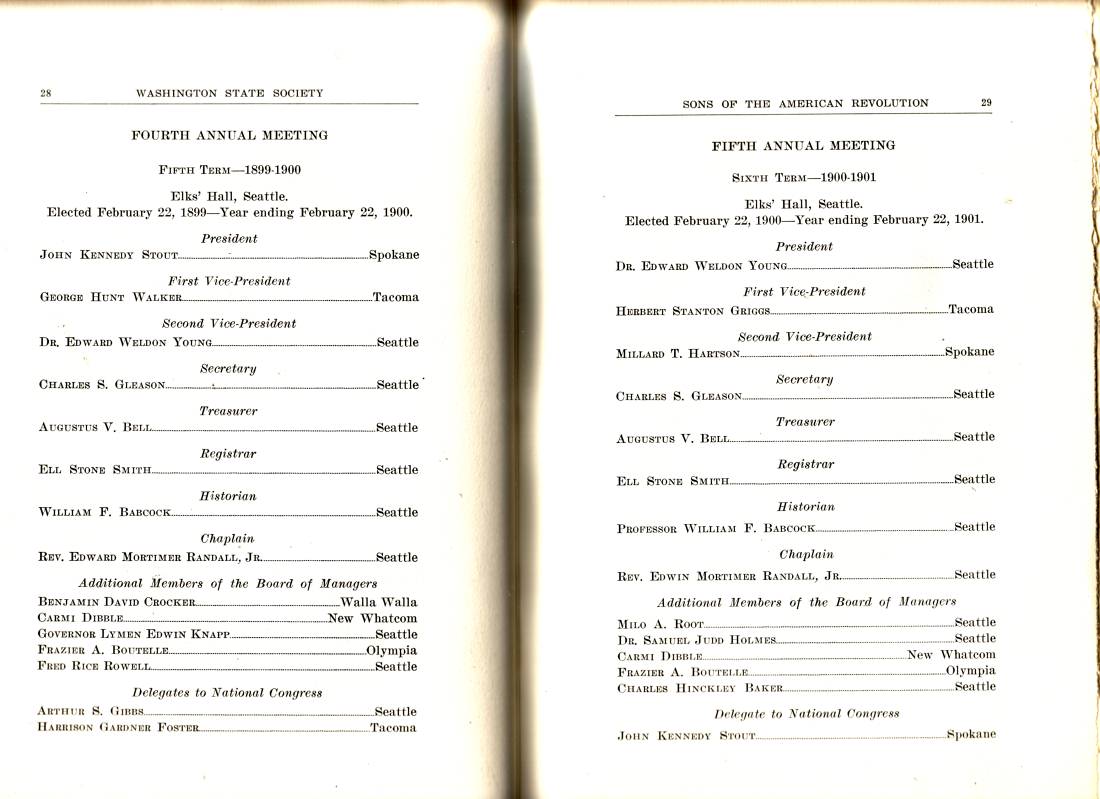 28 WASHINGTON STATE SOCIETY
FOURTH ANNUAL MEETING
FIFTH TERM—1899-1900
Elks' Hall, Seattle.
Elected February 22, 1899—Year ending February 22, 1900.
President
JOHN KENNEDY STOUT Spokane
First Vice-President
GEORGE HUNT WALKER Tacoma
Second Vice-President
DR. EDWARD WELDON YOUNG Seattle
Secretary
CHARLES S. GLEASON Seattle
Treasurer
AUGUSTUS V. BELL Seattle
Registrar
ELL STONE SMITH Seattle
Historian
WILLIAM F. BABCOCK Seattle
Chaplain
REV. EDWARD MORTIMER RANDALL, JR. Seattle
Additional Members of the Board of Managers
BENJAMIN DAVID CROCKER Walla Walla
CARMI DIBBLE New Whatcom
GOVERNOR LYMEN EDWIN KNAPP Seattle
FRAZIER A. BOUTELLE Olympia
FRED RICE ROWELL Seattle
Delegates to National Congress
ARTHUR S. GIBBS Seattle
HARRISON GARDNER FOSTER Tacoma
SONS OF THE AMERICAN REVOLUTION 29
FIFTH ANNUAL MEETING
SIXTH TERM—1900-1901
Elks' Hall, Seattle.
Elected February 22, 1900—Year ending February 22, 1901.
President
DR. EDWARD WELDON YOUNG Seattle
First Vice-President
HERBERT STANTON GRIGGS Tacoma
Second Vice-President
MILLARD T. HARTSON Spokane
Secretary
CHARLES S. GLEASON Seattle
Treasurer
AUGUSTUS V. BELL Seattle
Registrar
ELL STONE SMITH Seattle
Historian
PROFESSOR WILLIAM F. BABCOCK Seattle
Chaplain
REV. EDWIN MORTIMER RANDALL, JR. Seattle
Additional Members of the Board of Managers
MILO A. ROOT Seattle
DR. SAMUEL JUDD HOLMES Seattle
CARMI DIBBLE New Whatcom
FRAZIER A. BOUTELLE Olympia
CHARLES HINCKLEY BAKER Seattle
Delegate to National Congress
JOHN KENNEDY STOUT Spokane